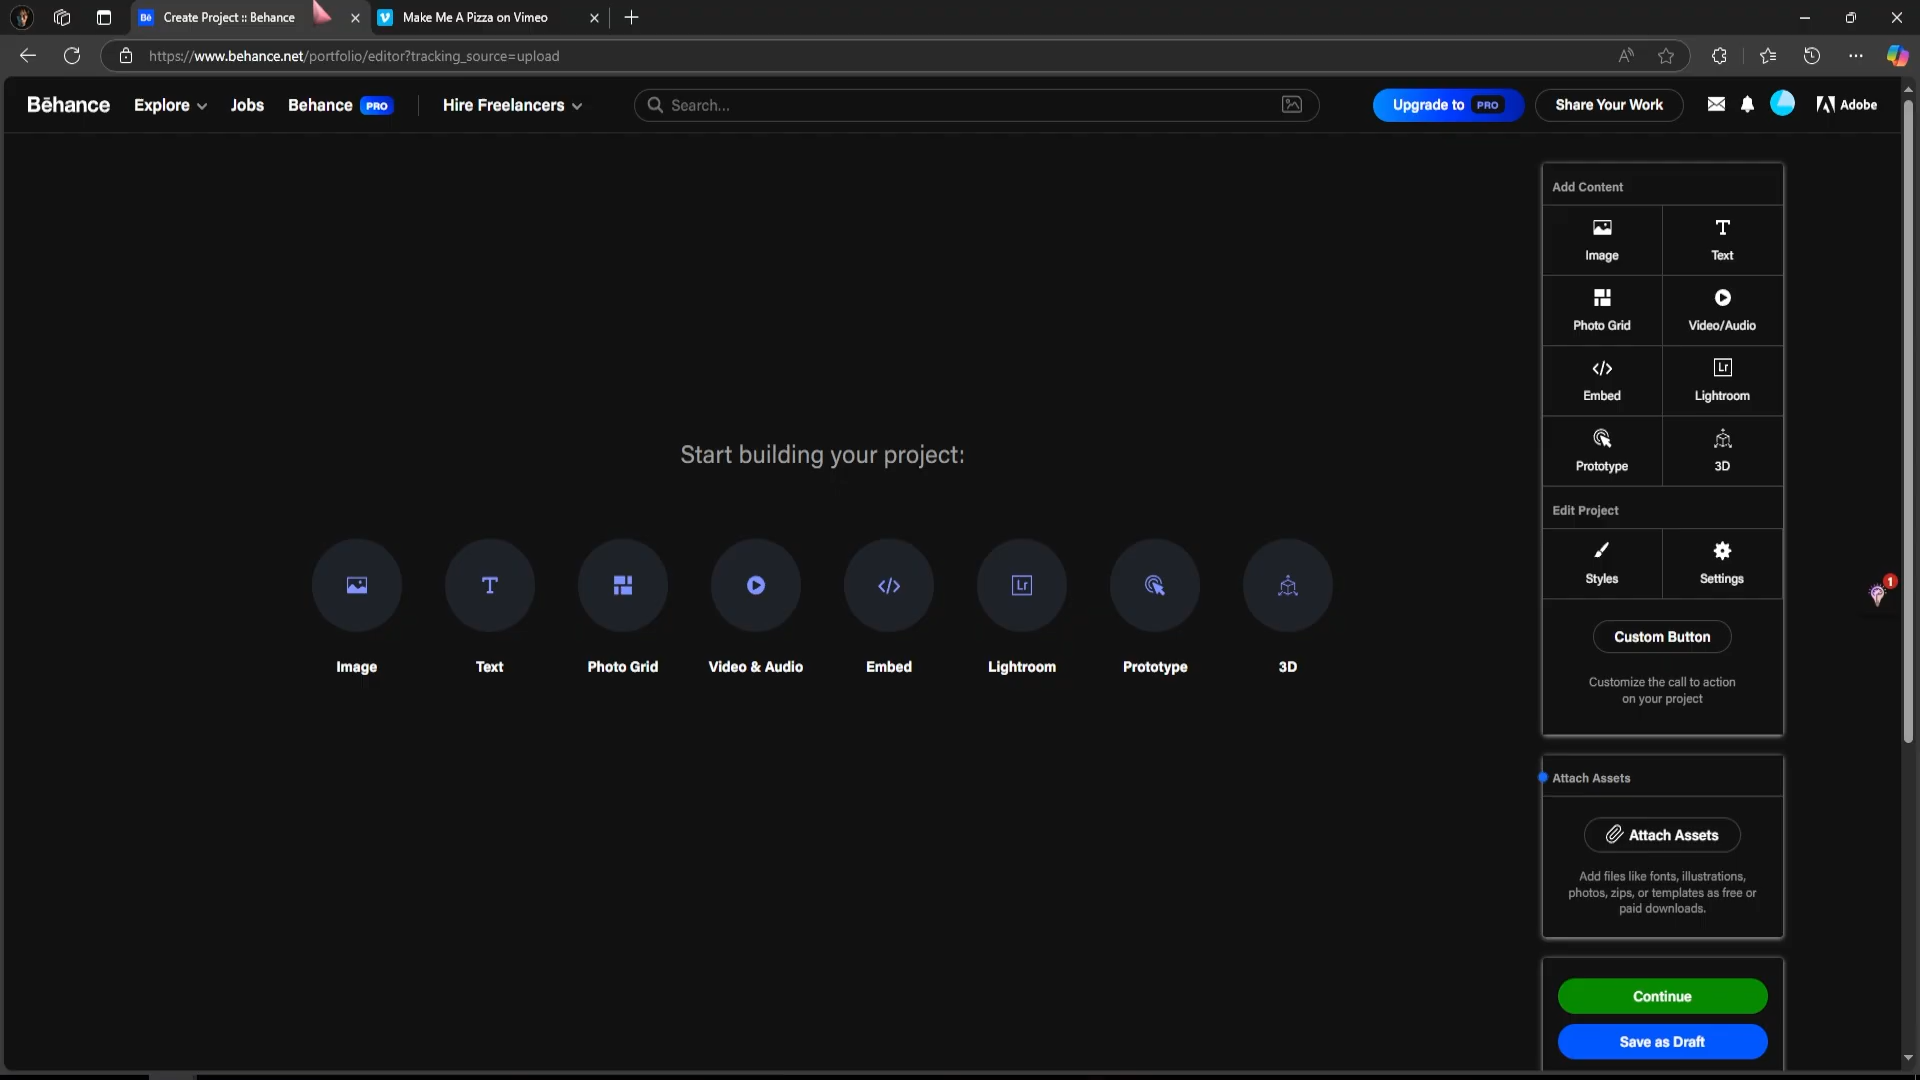 Bē Create Project :: Behance
Make Me A Pizza on Vimeo
https://www.behance.net/portfolio/editor?tracking_source=upload
Bēhance
Explore
Jobs
Behance PRO
Hire Freelancers
Search...
Upgrade to PRO
Share Your Work
Adobe
Add Content
Image
Text
Photo Grid
Video/Audio
Embed
Lr
Lightroom
Prototype
3D
Edit Project
Styles
Settings
Custom Button
Customize the call to action
on your project
Start building your project:
Lr
Image
Text
Photo Grid
Video & Audio
Embed
Lightroom
Prototype
3D
1
Attach Assets
Attach Assets
Add files like fonts, illustrations,
photos, zips, or templates as free or
paid downloads.
Continue
Save as Draft